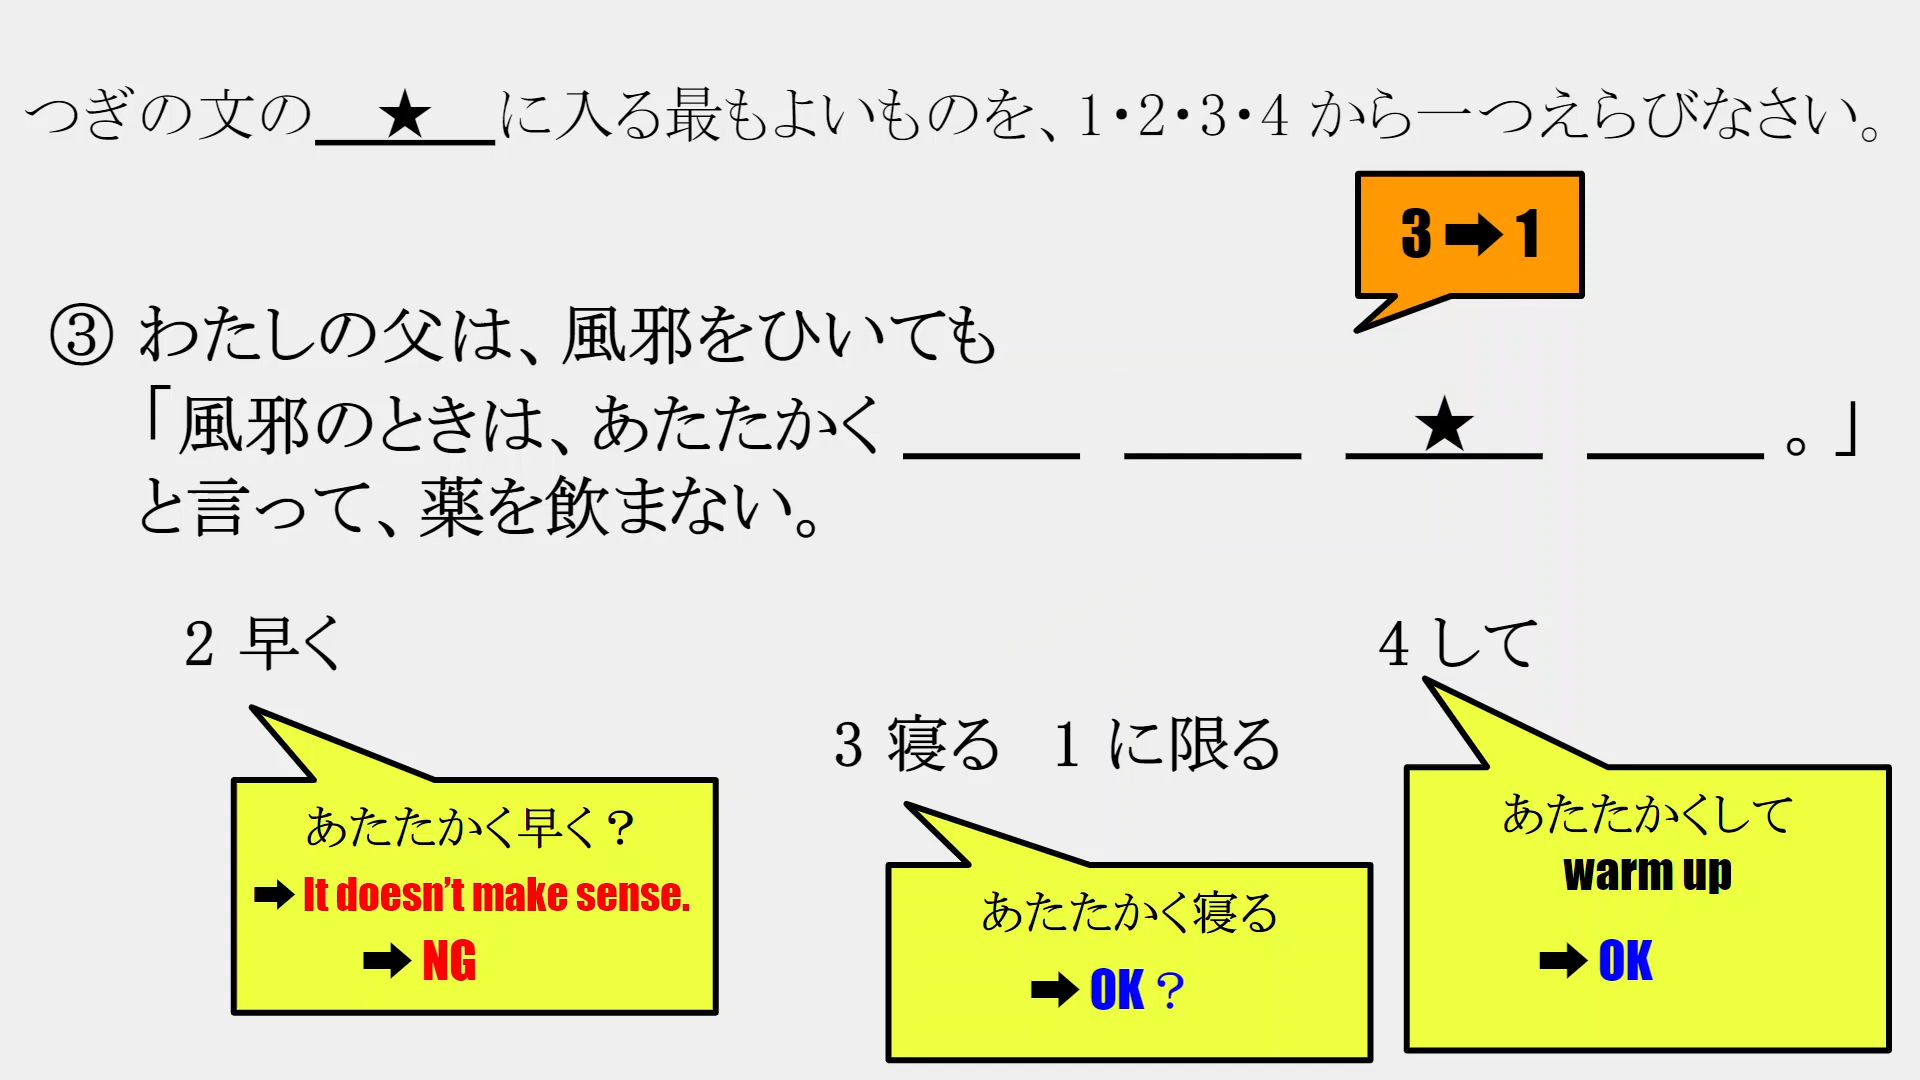 つぎの文の ★ に入る最もよいものを、1・2・3・4 から一つえらびなさい。
3 ➡ 1
③ わたしの父は、風邪をひいても
「風邪のときは、あたたかく ____ ____ __★__ ____ 。」
と言って、薬を飲まない。
2 早く
4 して
3 寝る 1 に限る
あたたかく早く？
➡ It doesn't make sense.
➡ NG
あたたかく寝る
➡ OK？
あたたかくして
warm up
➡ OK